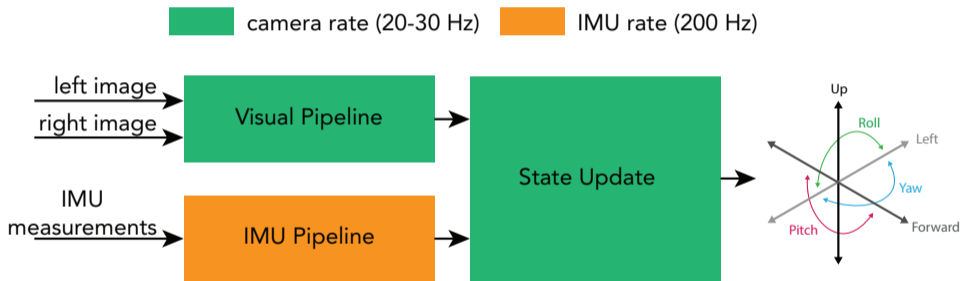 camera rate (20-30 Hz) IMU rate (200 Hz)
left image
right image
Visual Pipeline
IMU
measurements
IMU Pipeline
State Update
Up
Roll
Left
Yaw
Pitch
Forward